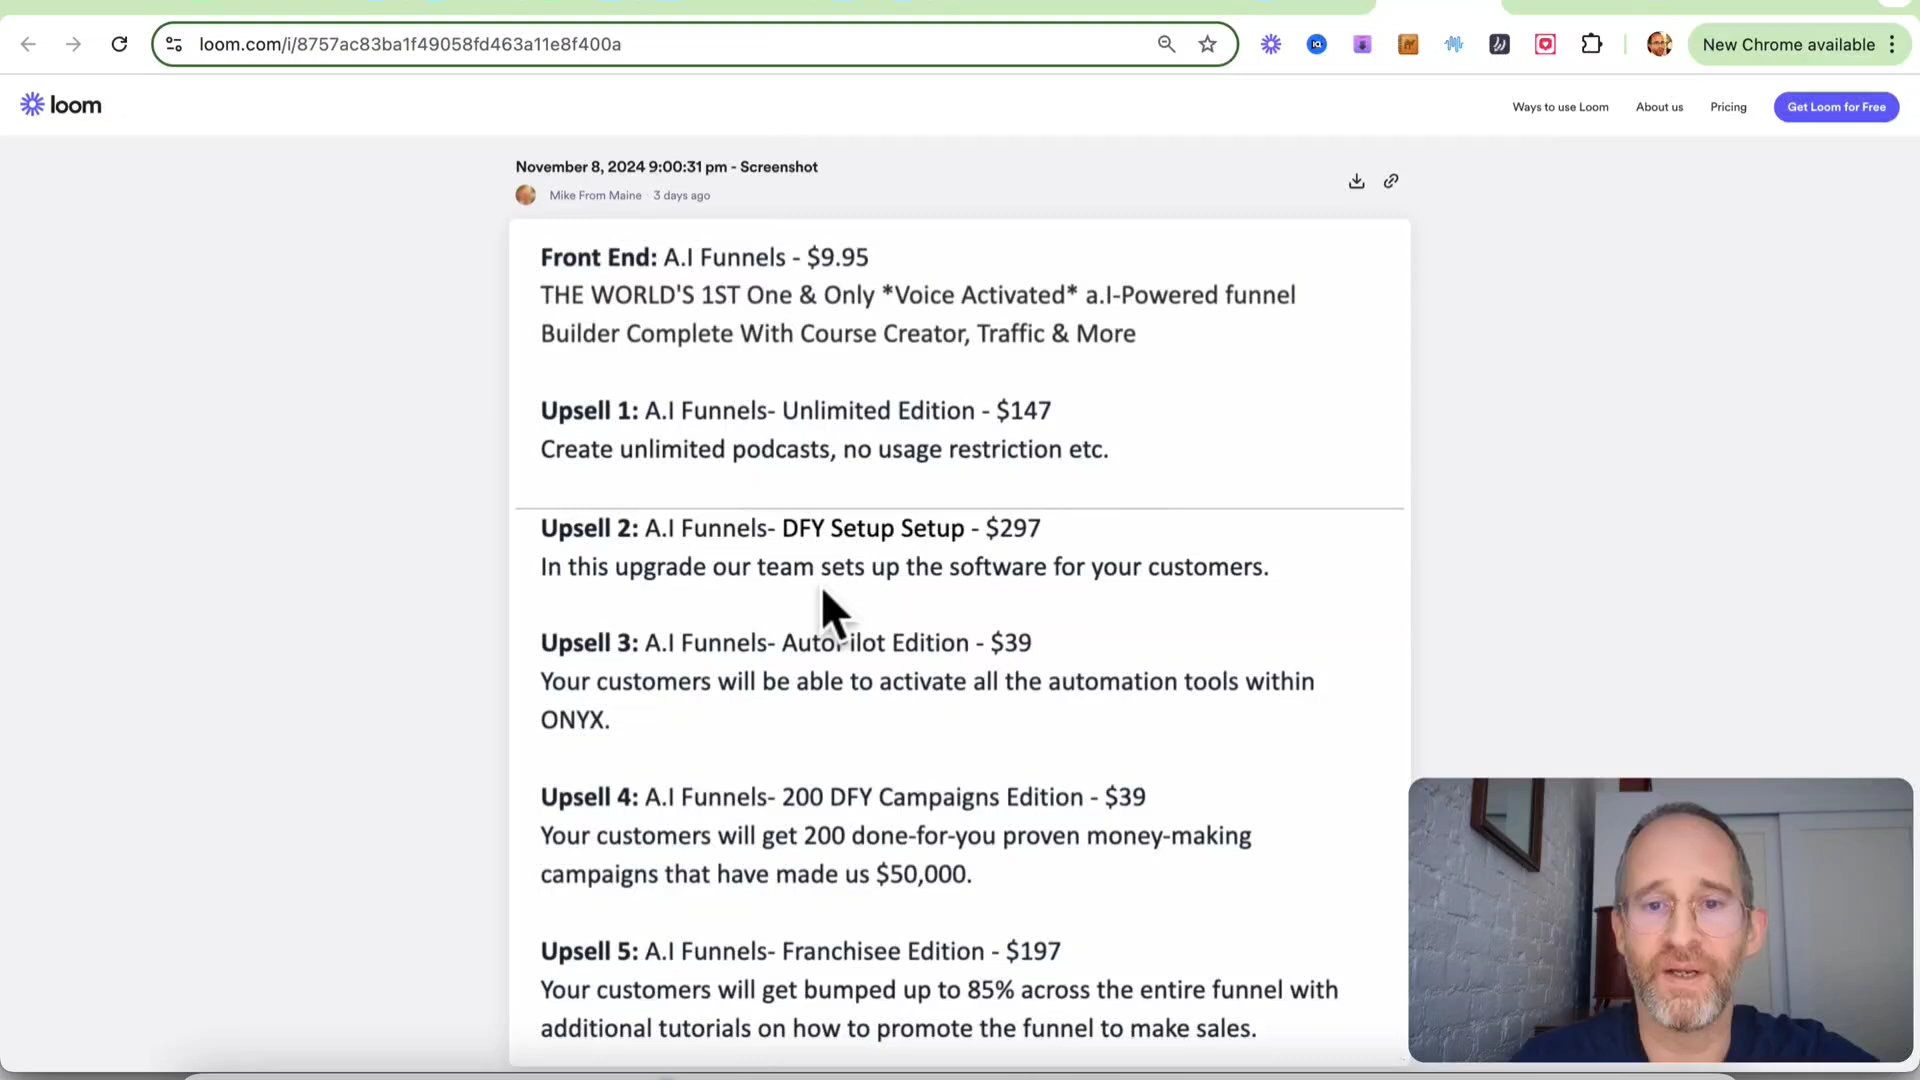 loom.com/i/8757ac83ba1f49058fd463a11e8f400a
New Chrome available
loom
Ways to use Loom
About us
Pricing
Get Loom for Free
November 8, 2024 9:00:31 pm - Screenshot
Mike From Maine · 3 days ago
Front End: A.I Funnels - $9.95
THE WORLD'S 1ST One & Only *Voice Activated* a.I-Powered funnel
Builder Complete With Course Creator, Traffic & More
Upsell 1: A.I Funnels- Unlimited Edition - $147
Create unlimited podcasts, no usage restriction etc.
Upsell 2: A.I Funnels- DFY Setup Setup - $297
In this upgrade our team sets up the software for your customers.
Upsell 3: A.I Funnels- AutoPilot Edition - $39
Your customers will be able to activate all the automation tools within
ONYX.
Upsell 4: A.I Funnels- 200 DFY Campaigns Edition - $39
Your customers will get 200 done-for-you proven money-making
campaigns that have made us $50,000.
Upsell 5: A.I Funnels- Franchisee Edition - $197
Your customers will get bumped up to 85% across the entire funnel with
additional tutorials on how to promote the funnel to make sales.